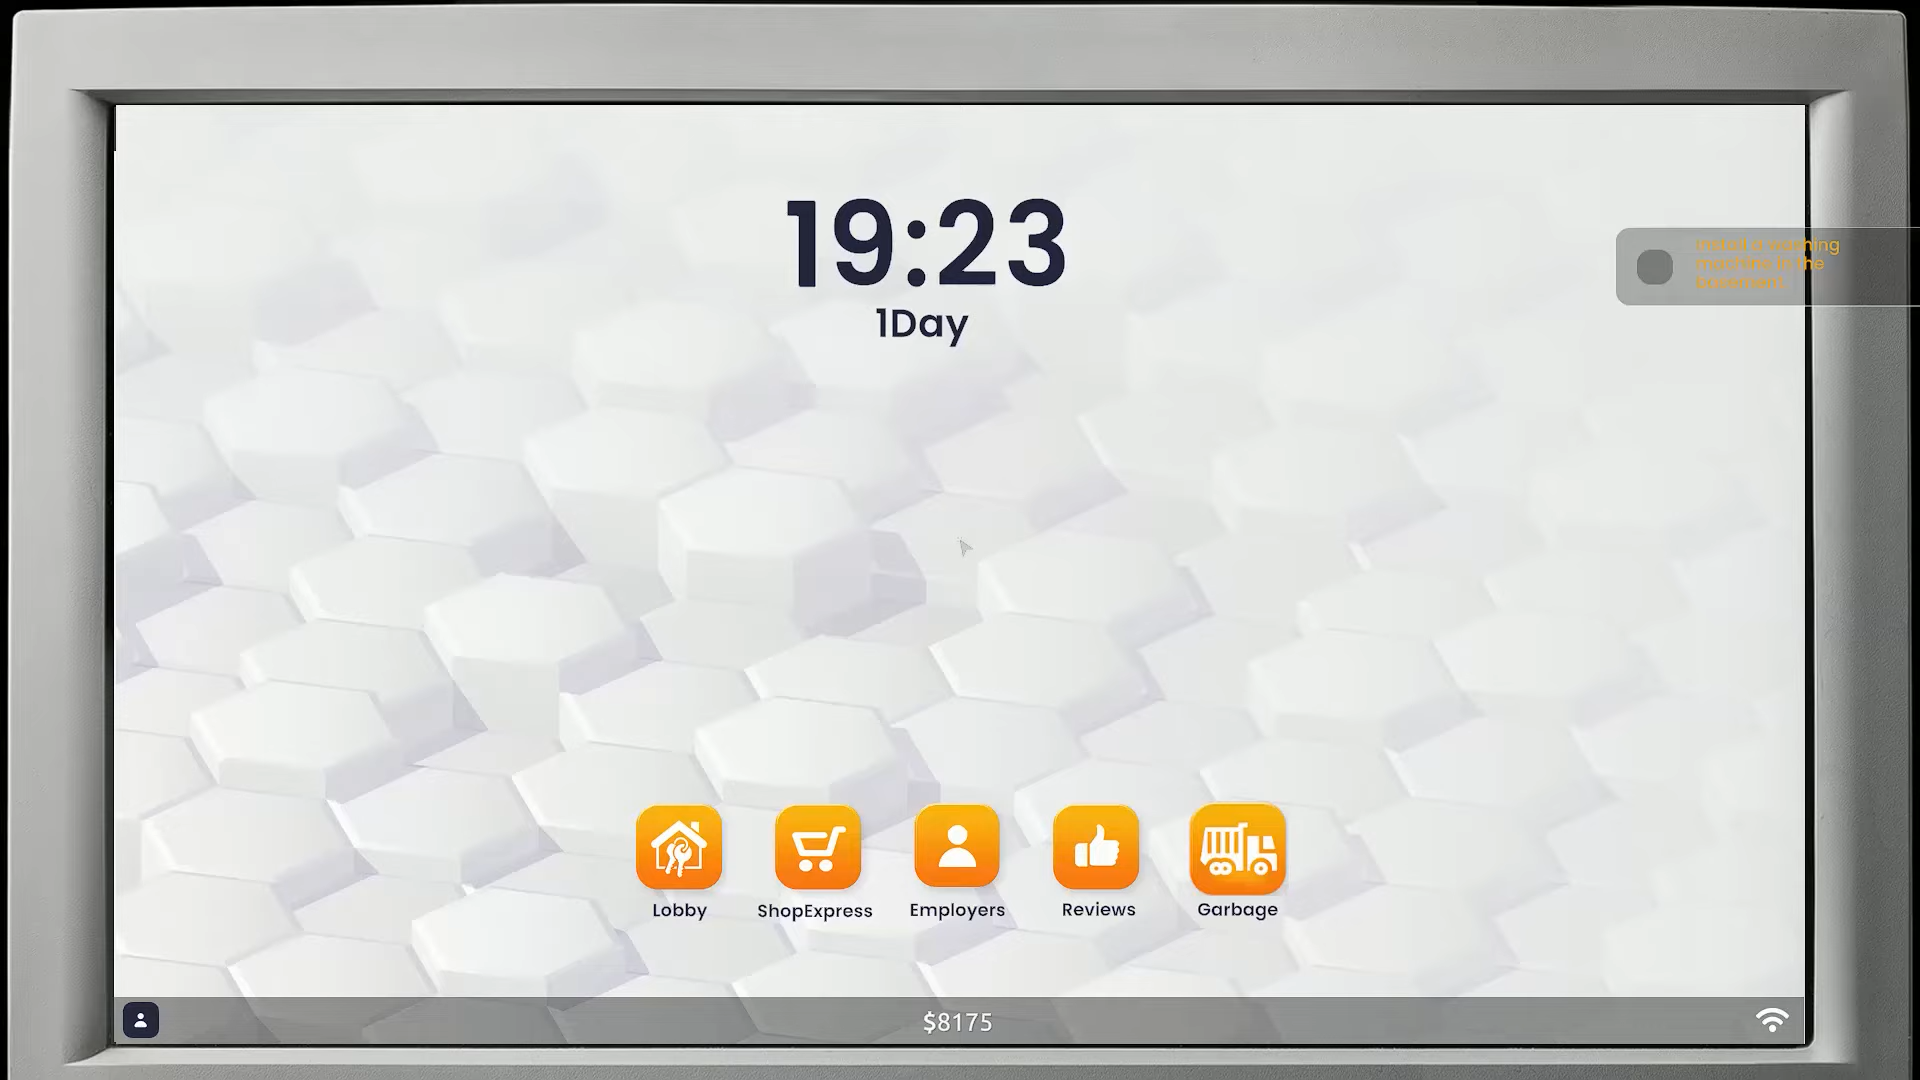 19:23
1Day
Install a washing
machine in the
basement.
Lobby
ShopExpress
Employers
Reviews
Garbage
$8175